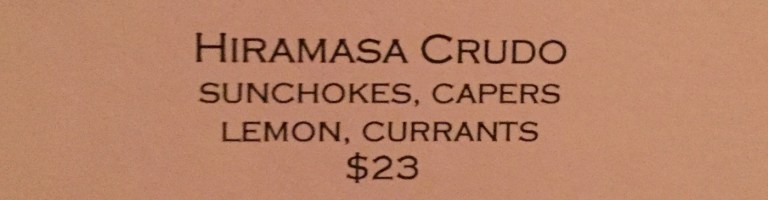 HIRAMASA CRUDO
SUNCHOKES, CAPERS
LEMON, CURRANTS
$23